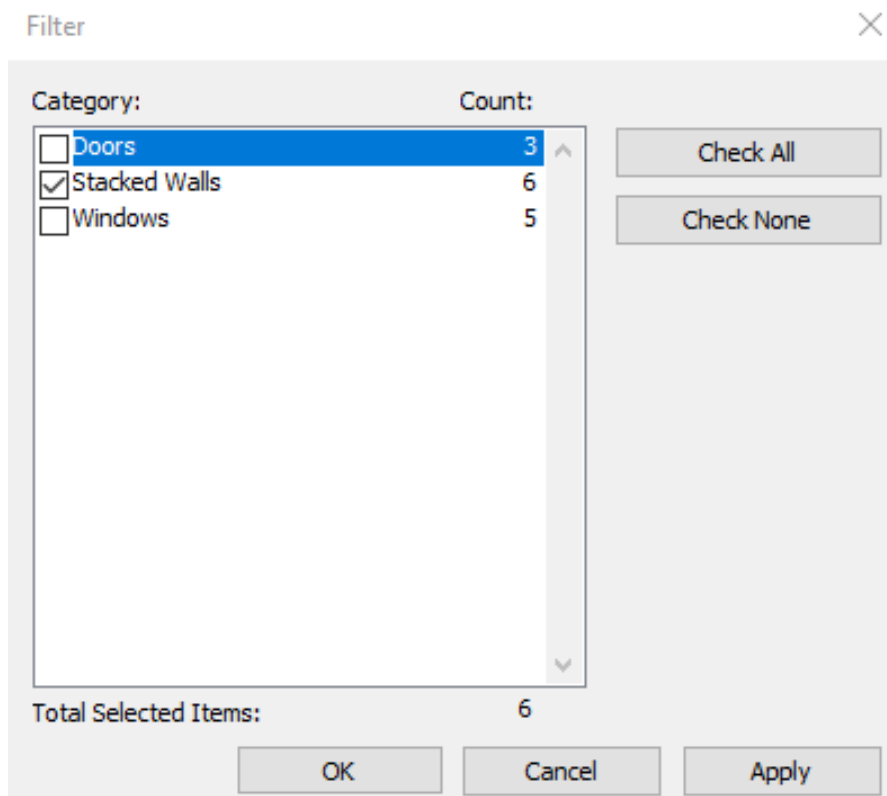 Filter
Category: Count:
Doors 3
Stacked Walls 6
Windows 5
Check All
Check None
Total Selected Items: 6
OK Cancel Apply